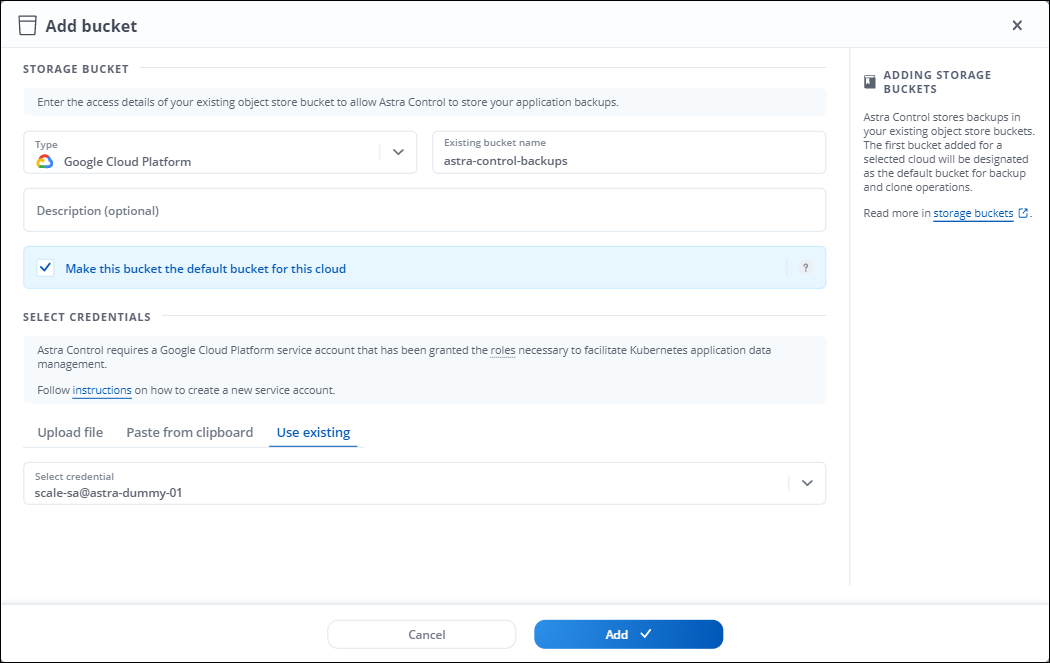 Add bucket
STORAGE BUCKET
Enter the access details of your existing object store bucket to allow Astra Control to store your application backups.
Type
Google Cloud Platform
Existing bucket name
astra-control-backups
Description (optional)
Make this bucket the default bucket for this cloud
?
SELECT CREDENTIALS
Astra Control requires a Google Cloud Platform service account that has been granted the roles necessary to facilitate Kubernetes application data
management.
Follow instructions on how to create a new service account.
Upload file Paste from clipboard Use existing
Select credential
scale-sa@astra-dummy-01
ADDING STORAGE
BUCKETS
Astra Control stores backups in
your existing object store buckets.
The first bucket added for a
selected cloud will be designated
as the default bucket for backup
and clone operations.
Read more in storage buckets .
Cancel
Add